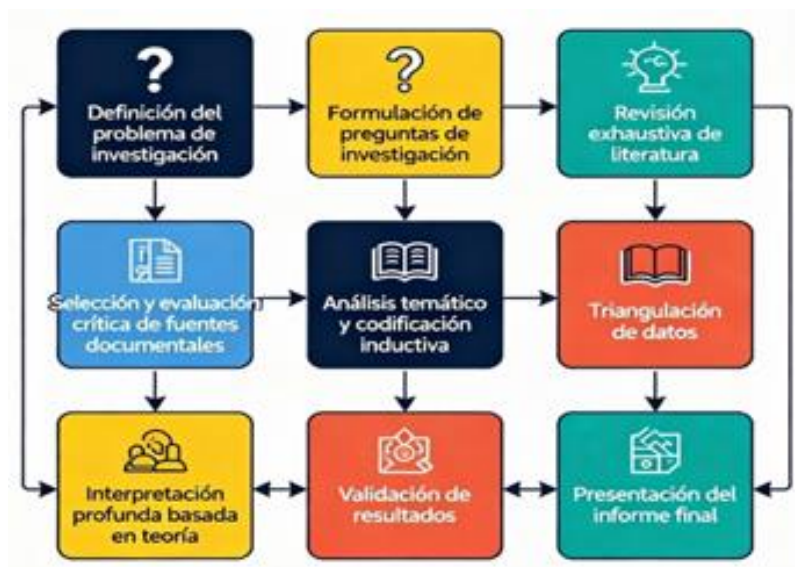 Definición del
problema de
investigación
Formulación de
preguntas de
investigación
Revisión
exhaustiva de
literatura
Selección y evaluación
crítica de fuentes
documentales
Análisis temático
y codificación
inductiva
Triangulación
de datos
Interpretación
profunda basada
en teoría
Validación de
resultados
Presentación del
informe final